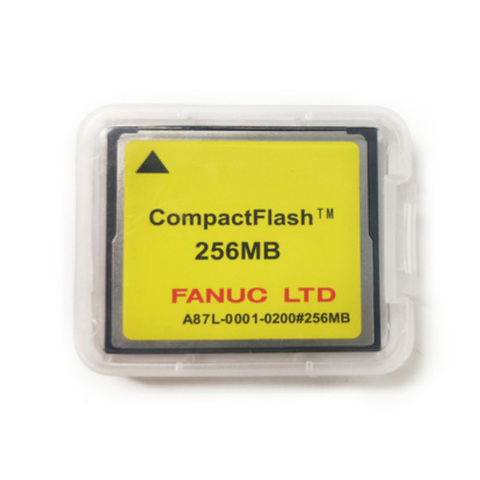 CompactFlash™
256MB
FANUC LTD
A87L-0001-0200#256MB